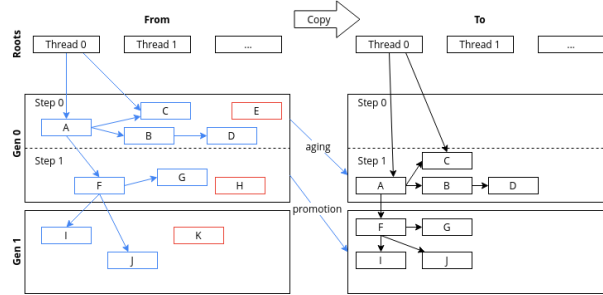 From
Copy
To
Roots
Thread 0
Thread 1
...
Thread 0
Thread 1
...
Gen 0
Step 0
A
C
E
B
D
Step 1
F
G
H
aging
Step 0
Step 1
C
A
B
D
Gen 1
I
J
K
promotion
F
G
I
J